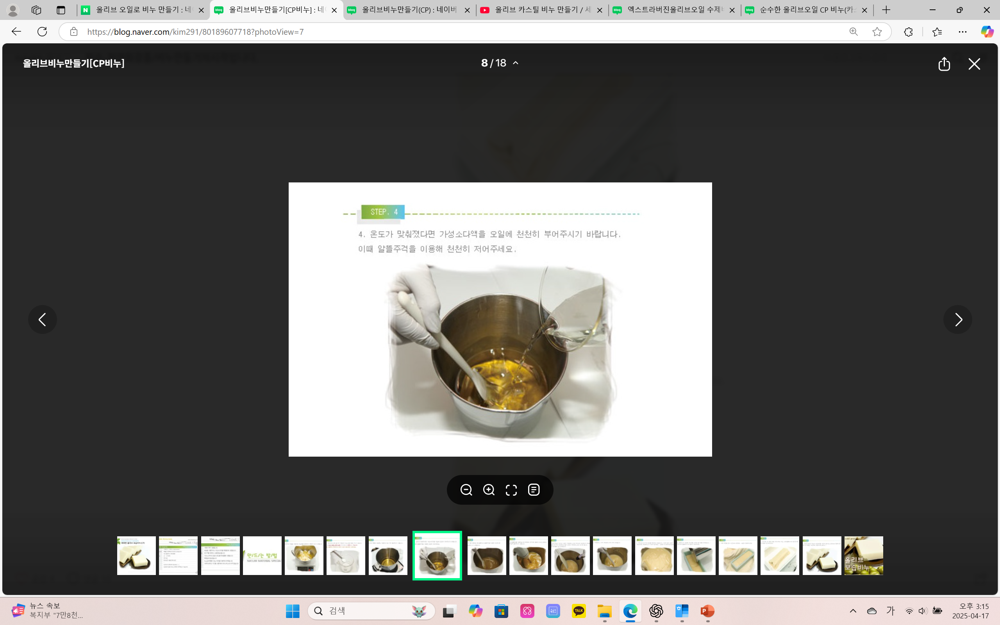 올리브 오일로 비누 만들기 : 네이
올리브비누만들기[CP비누] : 네이
올리브비누만들기(CP) : 네이버
올리브 카스틸 비누 만들기 / 세
엑스트라버진올리브오일 수제비
순수한 올리브오일 CP 비누(카스
https://blog.naver.com/kim291/80189607718?photoView=7
올리브비누만들기[CP비누]
8 / 18
STEP. 4
4. 온도가 맞춰졌다면 가성소다액을 오일에 천천히 부어주시기 바랍니다.
이때 알뜰주걱을 이용해 천천히 저어주세요.
만/드/는 방/법
NATURE MATERIAL SPECIAL
올리브
보습비누
뉴스 속보
복지부 "7만8천...
검색
TALK
가
오후 3:15
2025-04-17